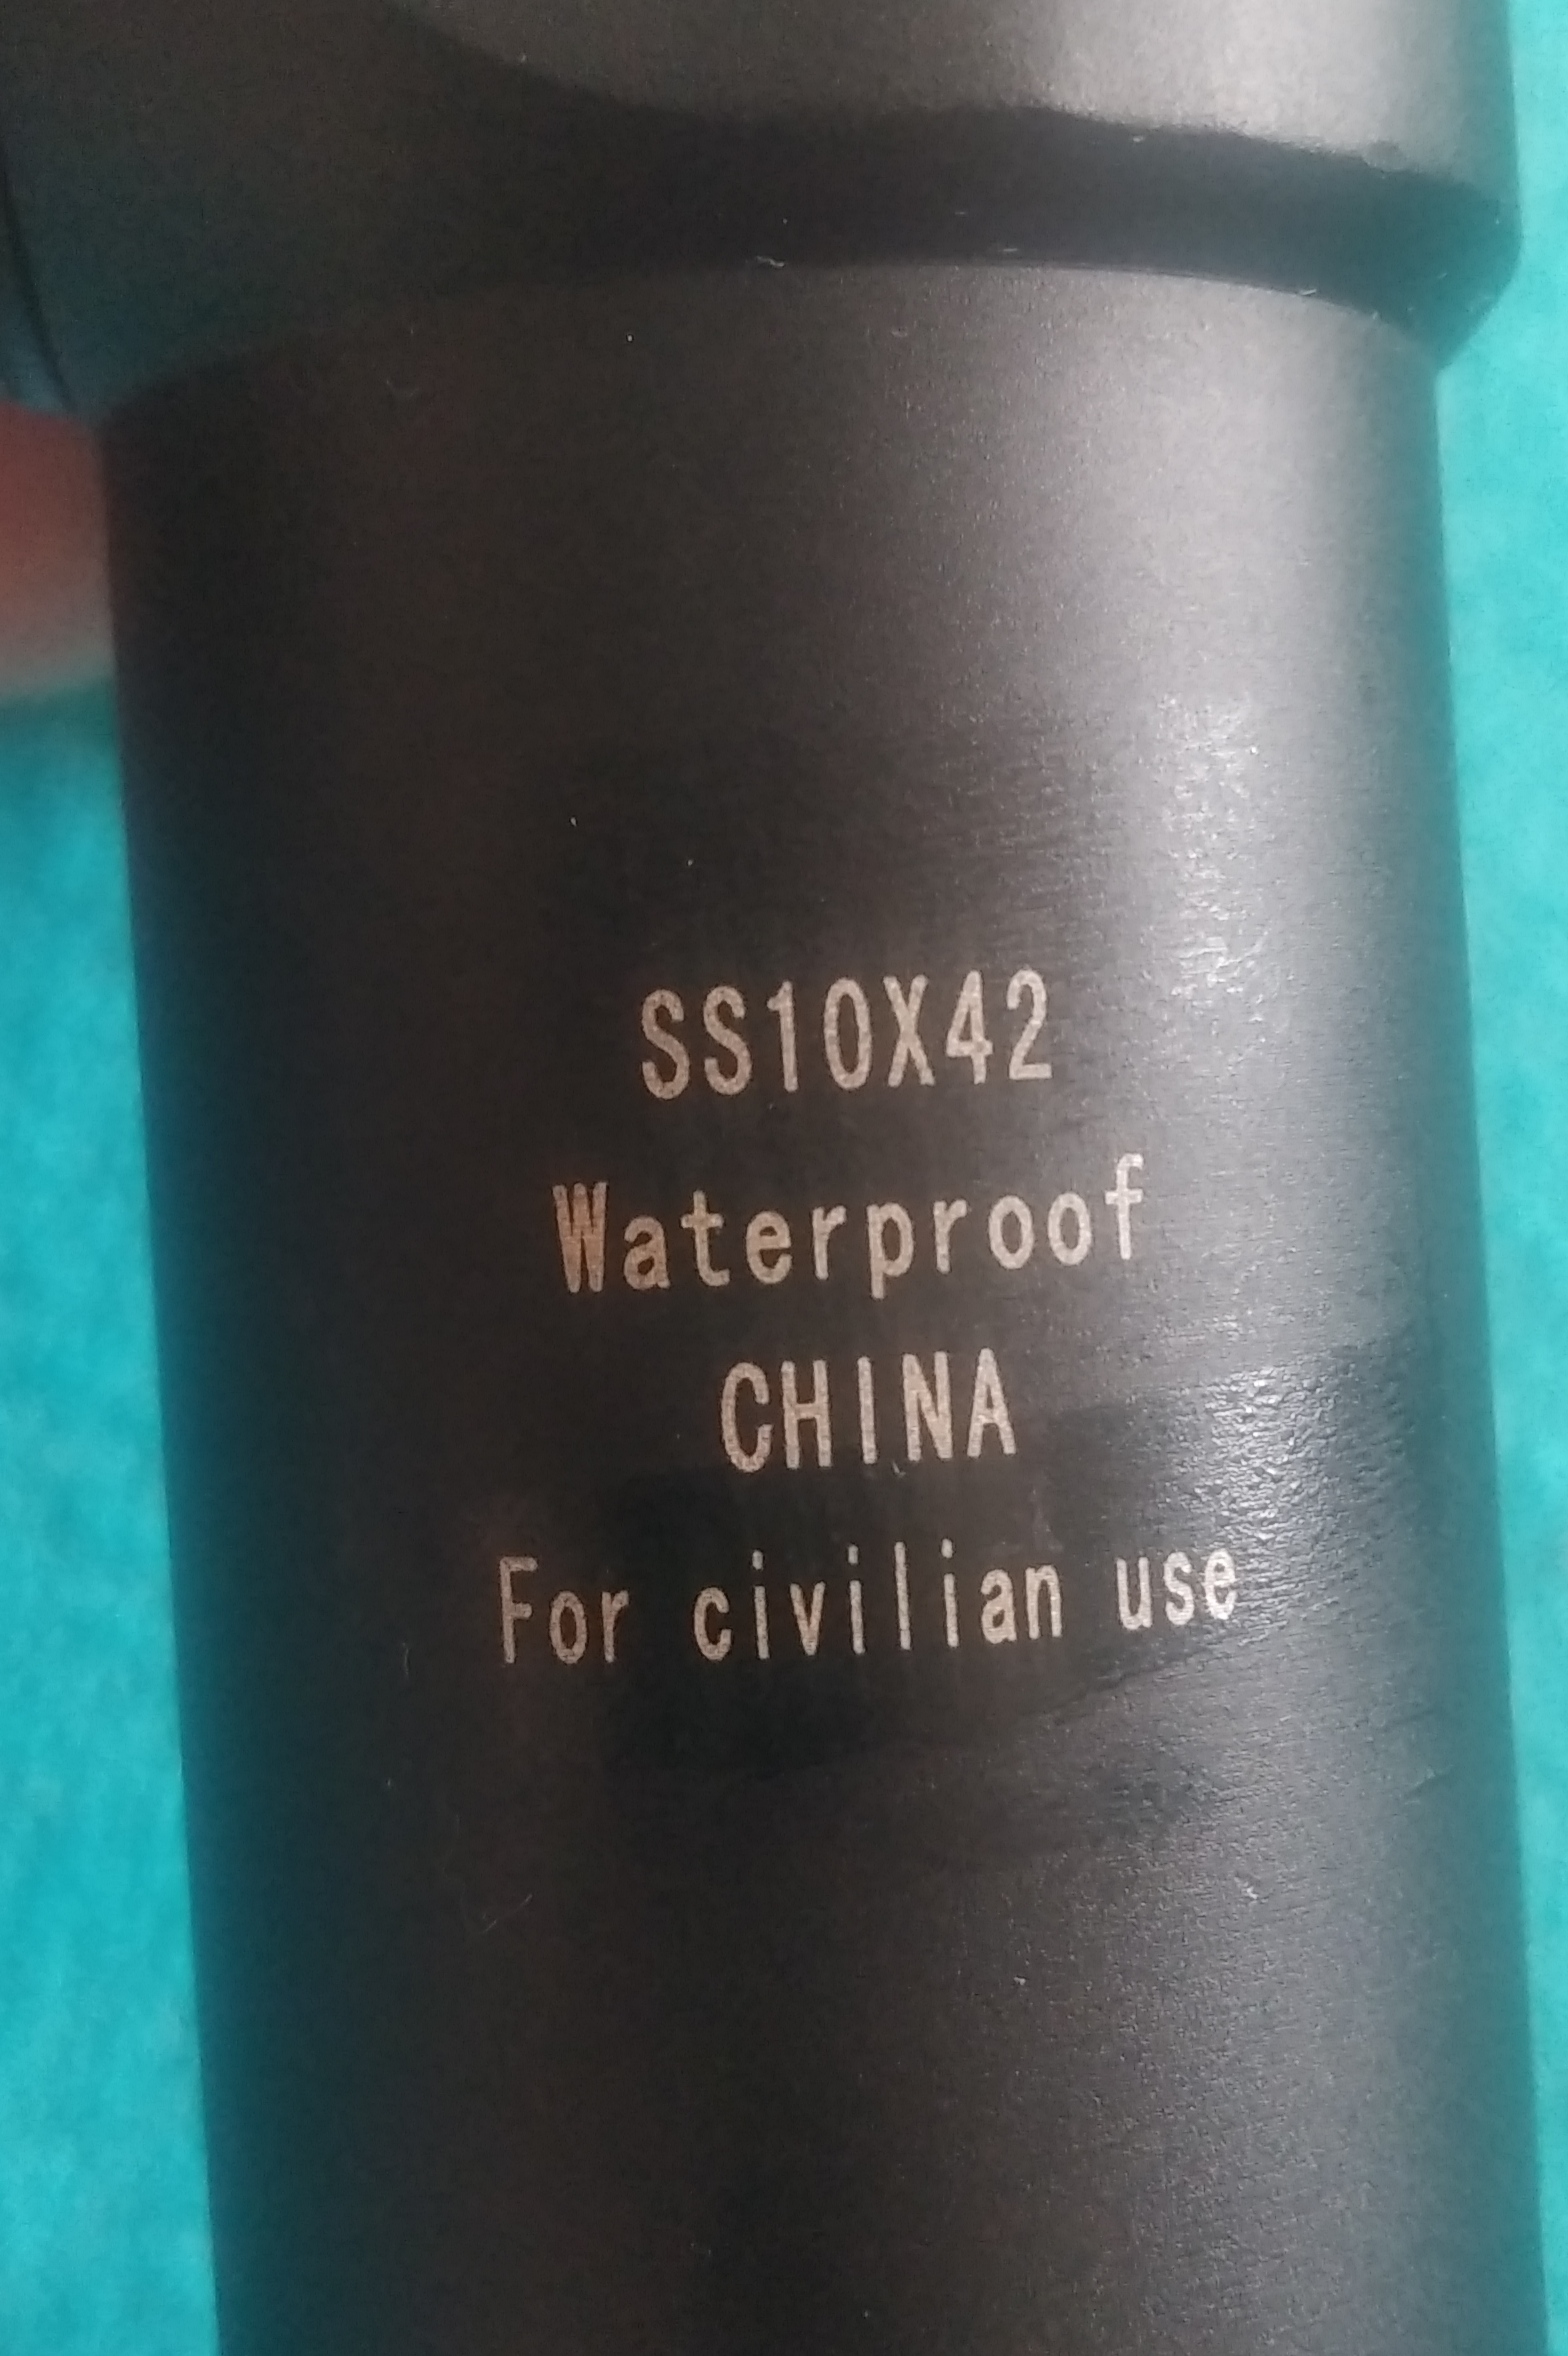 SS10X42
Waterproof
CHINA
For civilian use